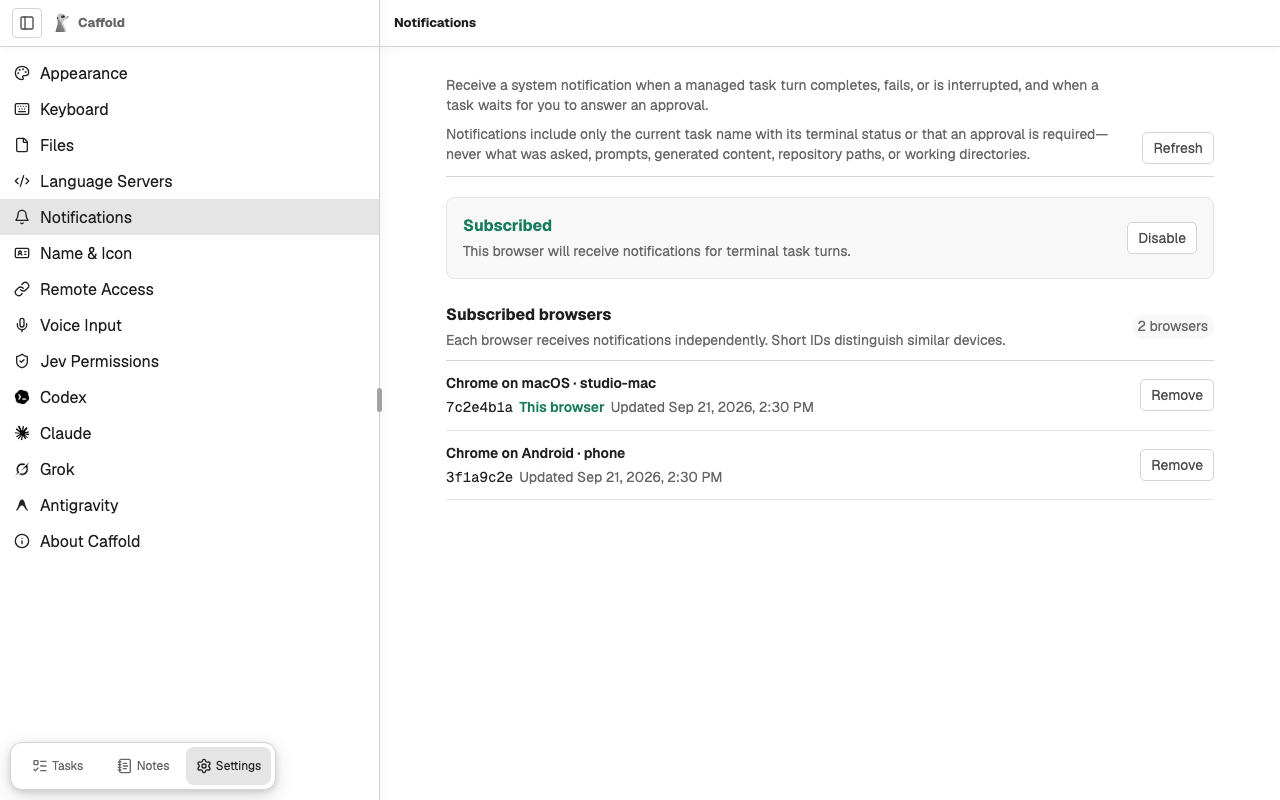 Caffold
Notifications
Appearance
Keyboard
Files
Language Servers
Notifications
Name & Icon
Remote Access
Voice Input
Jev Permissions
Codex
Claude
Grok
Antigravity
About Caffold
Tasks
Notes
Settings
Receive a system notification when a managed task turn completes, fails, or is interrupted, and when a
task waits for you to answer an approval.
Notifications include only the current task name with its terminal status or that an approval is required—
never what was asked, prompts, generated content, repository paths, or working directories.
Refresh
Subscribed
This browser will receive notifications for terminal task turns.
Disable
Subscribed browsers
Each browser receives notifications independently. Short IDs distinguish similar devices.
2 browsers
Chrome on macOS · studio-mac
7c2e4b1a This browser Updated Sep 21, 2026, 2:30 PM
Remove
Chrome on Android · phone
3f1a9c2e Updated Sep 21, 2026, 2:30 PM
Remove